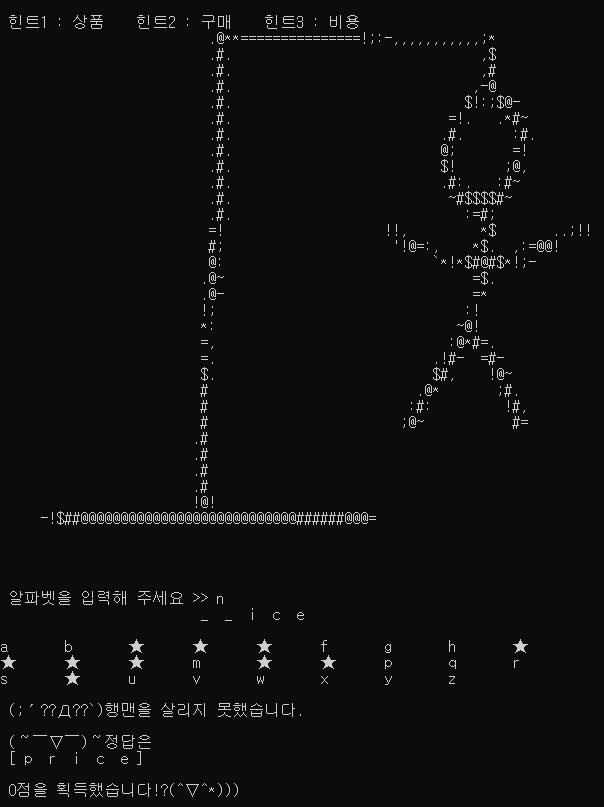 힌트1 : 상품    힌트2 : 구매    힌트3 : 비용
알파벳을 입력해 주세요 >> n
_ _ i c e
a b ★ ★ ★ f g h ★
★ ★ ★ m ★ ★ p q r
s ★ u v w x y z
(;´??Д??`)행맨을 살리지 못했습니다.
(~￣▽￣)~정답은
[ p r i c e]
0점을 획득했습니다!?(^▽^*)))